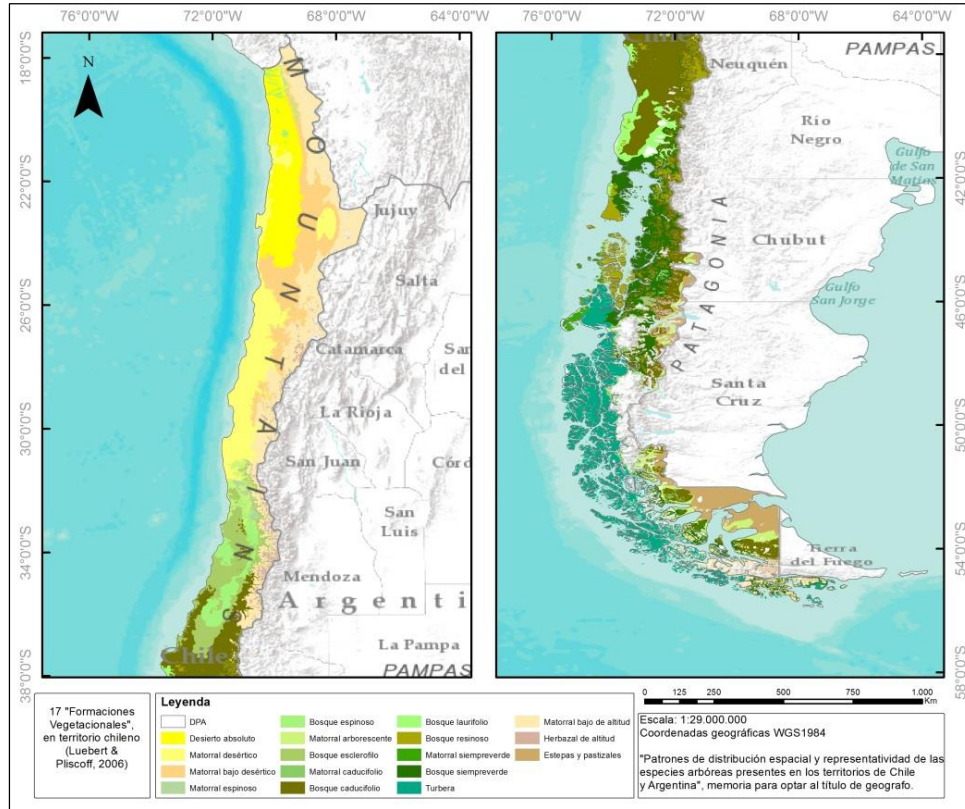 76°0'0"O 72°0'0"O 68°0'0"O 64°0'0"O
76°0'0"O 72°0'0"O 68°0'0"O 64°0'0"O
18°0'0"S
22°0'0"S
26°0'0"S
30°0'0"S
34°0'0"S
38°0'0"S
N
MOUNTAINS
Jujuy
Salta
Catamarca
San
del
La Rioja
San Juan
Córd
San
Luis
Mendoza
Argenti
La Pampa
Chile
PAMPAS
PAMPAS
Neuquén
Río
Negro
Gulfo
de San
Matías
Chubut
PATAGONIA
Gulfo
San Jorge
Santa
Cruz
Tierra
del Fuego
42°0'0"S
46°0'0"S
50°0'0"S
54°0'0"S
58°0'0"S
17 "Formaciones
Vegetacionales",
en territorio chileno
(Luebert &
Pliscoff, 2006)
Leyenda
DPA
Desierto absoluto
Matorral désertico
Matorral bajo desértico
Matorral espinoso
Bosque espinoso
Matorral arborescente
Bosque esclerofilo
Matorral caducifolio
Bosque caducifolio
Bosque laurifolio
Bosque resinoso
Matorral siempreverde
Bosque siempreverde
Turbera
Matorral bajo de altitud
Herbazal de altitud
Estepas y pastizales
0 125 250 500 750 1.000
Km
Escala: 1:29.000.000
Coordenadas geográficas WGS1984
"Patrones de distribución espacial y representatividad de las
especies arbóreas presentes en los territorios de Chile
y Argentina", memoria para optar al título de geografo.